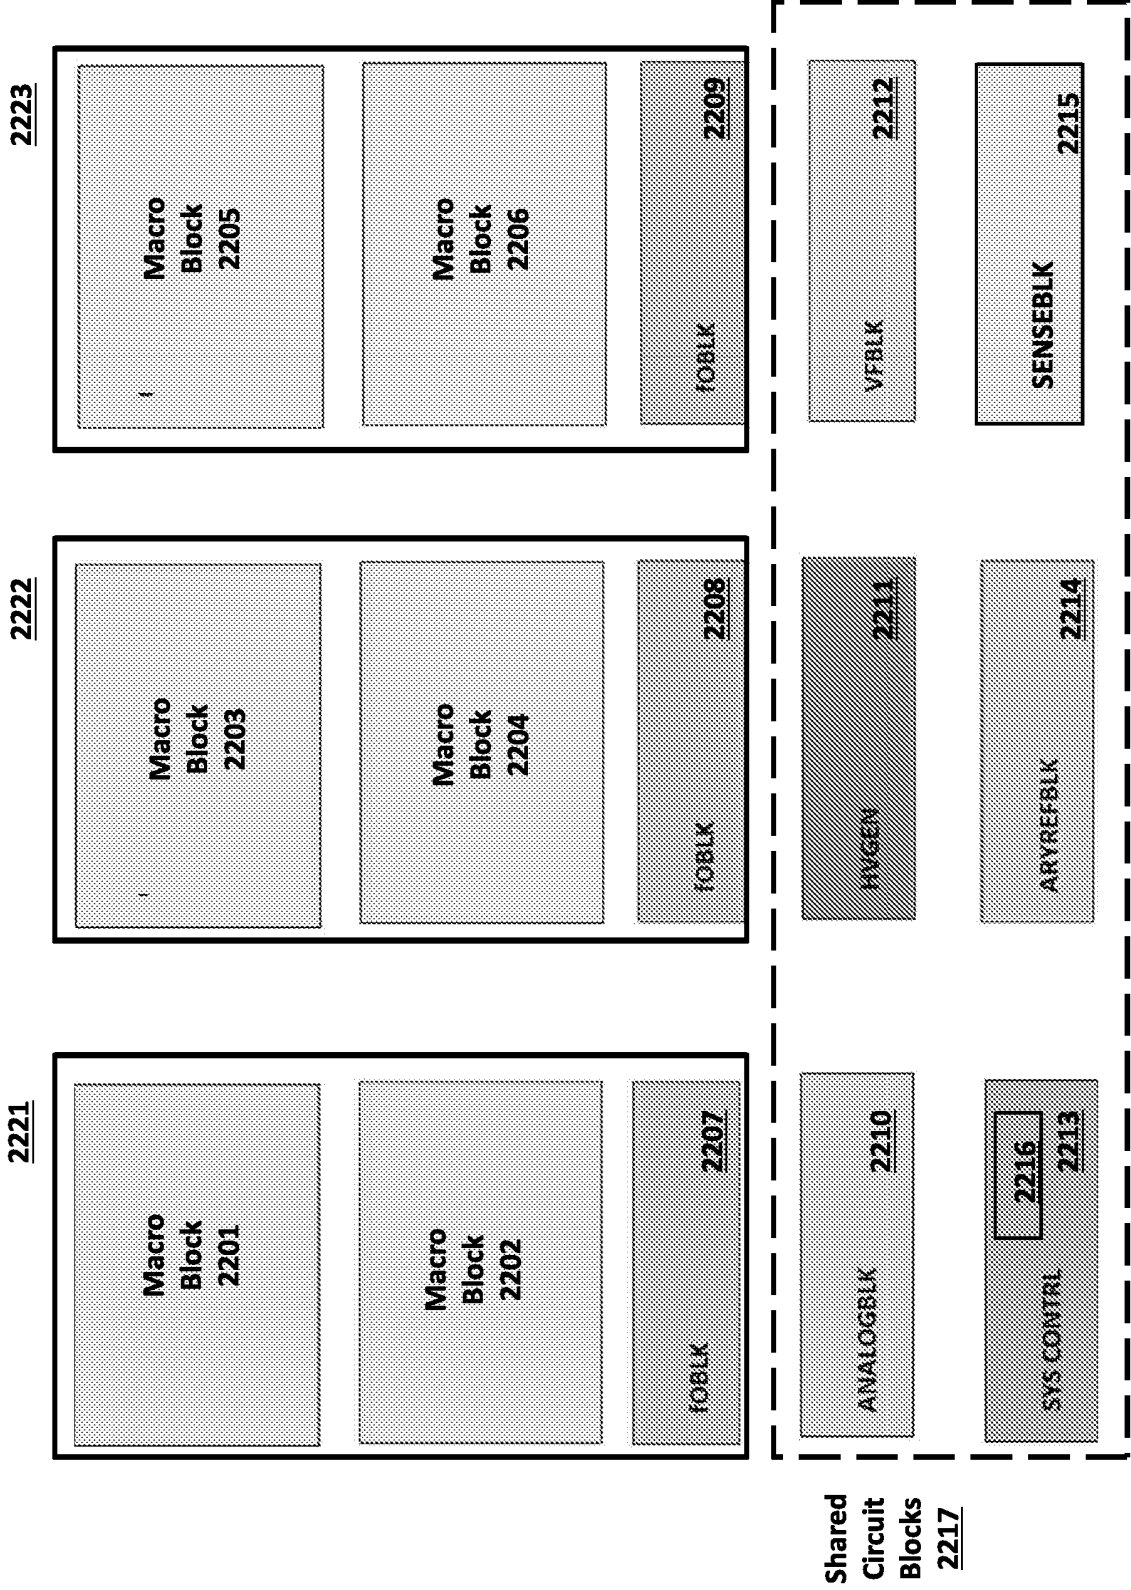 2221
2222
2223
Macro
Block
2201
Macro
Block
2203
Macro
Block
2205
Macro
Block
2202
Macro
Block
2204
Macro
Block
2206
IOBLK
2207
IOBLK
2208
IOBLK
2209
Shared
Circuit
Blocks
2217
ANALOGBLK 2210
HVGEN 2211
VFBLK 2212
2216
SYS CONTRL 2213
ARYREFBLK 2214
SENSEBLK 2215